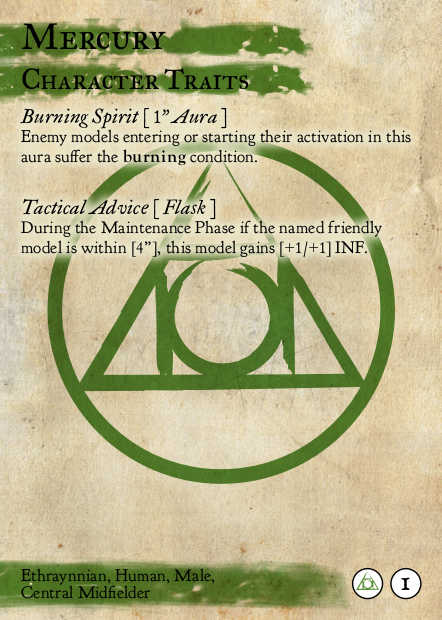 Mercury
Character Traits
Burning Spirit [ 1" Aura ]
Enemy models entering or starting their activation in this
aura suffer the burning condition.
Tactical Advice [ Flask ]
During the Maintenance Phase if the named friendly
model is within [4"], this model gains [+1/+1] INF.
Ethraynnian, Human, Male,
Central Midfielder
1